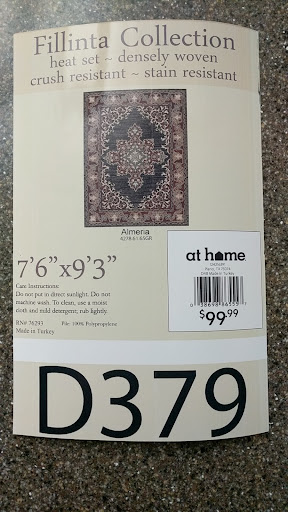 Fillinta Collection
heat set ~ densely woven
crush resistant ~ stain resistant
Almeria
at home
7'6"x9'3"
Care Instructions:
Do not put in direct sunlight. Do not
machine wash. To clean, use a moist
cloth and mild detergent, rub lightly.
RN# 76293 Pile: 100% Polypropylene
Made in Turkey
$99.99
D379